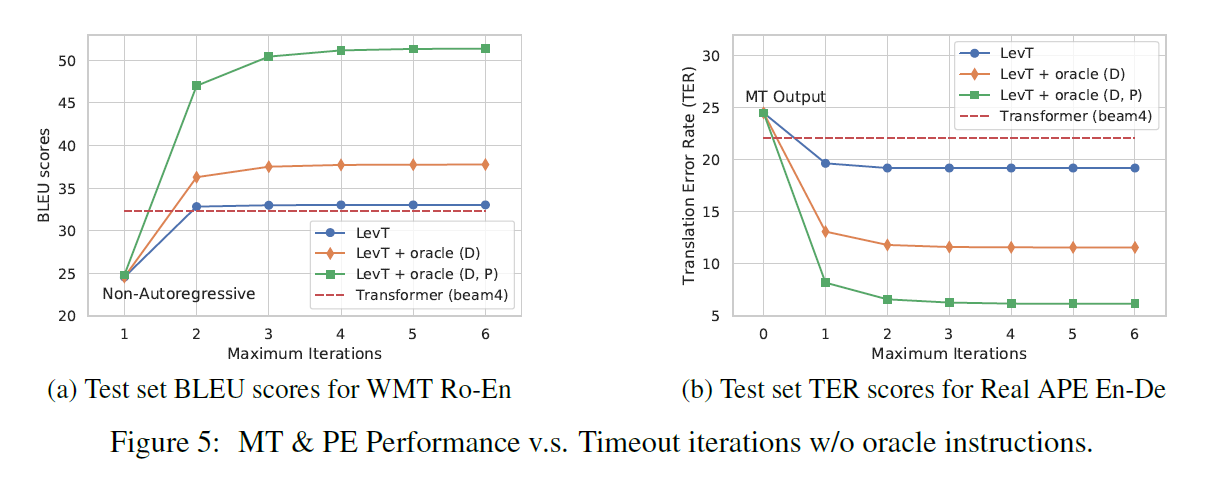 BLEU scores
50
45
40
35
30
25
20
Non-Autoregressive
LevT
LevT + oracle (D)
LevT + oracle (D, P)
Transformer (beam4)
1 2 3 4 5 6
Maximum Iterations
(a) Test set BLEU scores for WMT Ro-En
Translation Error Rate (TER)
30
25
20
15
10
5
MT Output
LevT
LevT + oracle (D)
LevT + oracle (D, P)
Transformer (beam4)
0 1 2 3 4 5 6
Maximum Iterations
(b) Test set TER scores for Real APE En-De
Figure 5: MT & PE Performance v.s. Timeout iterations w/o oracle instructions.